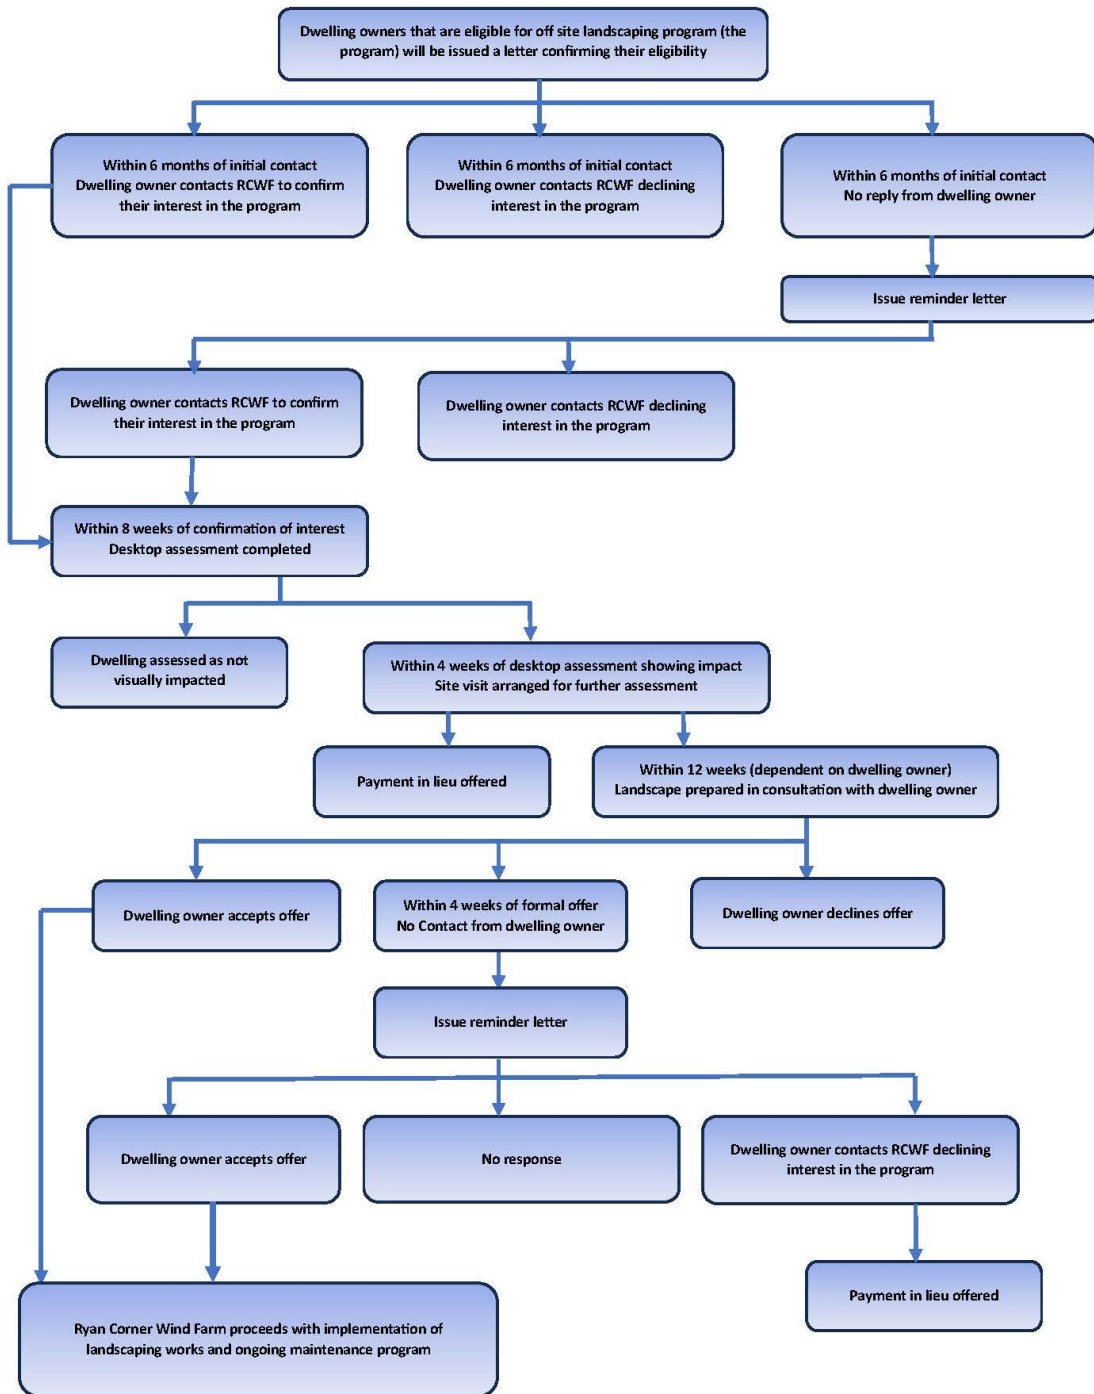 Dwelling owners that are eligible for off site landscaping program (the
program) will be issued a letter confirming their eligibility
Within 6 months of initial contact
Dwelling owner contacts RCWF to confirm
their interest in the program
Within 6 months of initial contact
Dwelling owner contacts RCWF declining
interest in the program
Within 6 months of initial contact
No reply from dwelling owner
Issue reminder letter
Dwelling owner contacts RCWF to confirm
their interest in the program
Dwelling owner contacts RCWF declining
interest in the program
Within 8 weeks of confirmation of interest
Desktop assessment completed
Dwelling assessed as not
visually impacted
Within 4 weeks of desktop assessment showing impact
Site visit arranged for further assessment
Payment in lieu offered
Within 12 weeks (dependent on dwelling owner)
Landscape prepared in consultation with dwelling owner
Dwelling owner accepts offer
Within 4 weeks of formal offer
No Contact from dwelling owner
Dwelling owner declines offer
Issue reminder letter
Dwelling owner accepts offer
No response
Dwelling owner contacts RCWF declining
interest in the program
Payment in lieu offered
Ryan Corner Wind Farm proceeds with implementation of
landscaping works and ongoing maintenance program